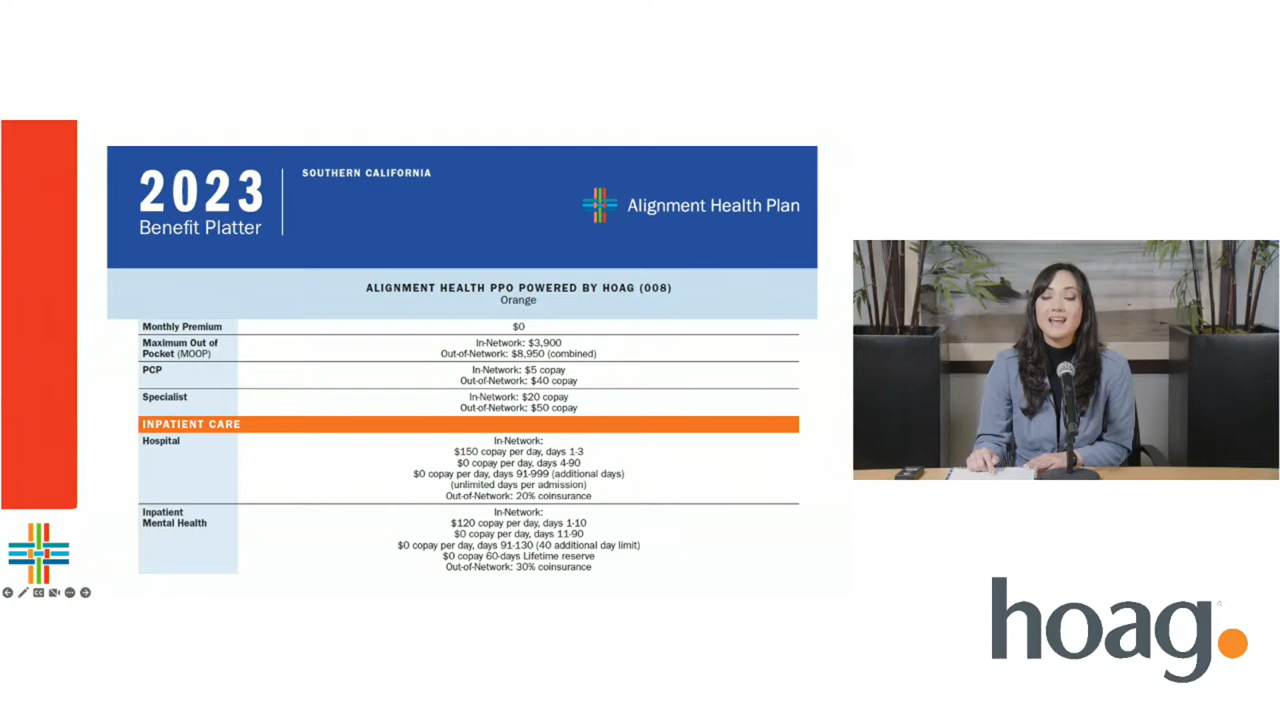 2023
Benefit Platter
SOUTHERN CALIFORNIA
Alignment Health Plan
ALIGNMENT HEALTH PPO POWERED BY HOAG (008)
Orange
Monthly Premium
$0
Maximum Out of
Pocket (MOOP)
In-Network: $3,900
Out-of-Network: $8,950 (combined)
PCP
In-Network: $5 copay
Out-of-Network: $40 copay
Specialist
In-Network: $20 copay
Out-of-Network: $50 copay
INPATIENT CARE
Hospital
In-Network:
$150 copay per day, days 1-3
$0 copay per day, days 4-90
$0 copay per day, days 91-999 (additional days)
(unlimited days per admission)
Out-of-Network: 20% coinsurance
Inpatient
Mental Health
In-Network:
$120 copay per day, days 1-10
$0 copay per day, days 11-90
$0 copay per day, days 91-130 (40 additional day limit)
$0 copay 60-days Lifetime reserve
Out-of-Network: 30% coinsurance
CC
hoag.